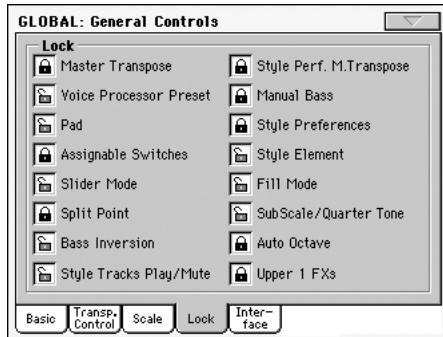 GLOBAL: General Controls
Lock
Master Transpose
Voice Processor Preset
Pad
Assignable Switches
Slider Mode
Split Point
Bass Inversion
Style Tracks Play/Mute
Style Perf. M.Transpose
Manual Bass
Style Preferences
Style Element
Fill Mode
SubScale/Quarter Tone
Auto Octave
Upper 1 FXs
Basic
Transp.
Control
Scale
Lock
Inter-
face